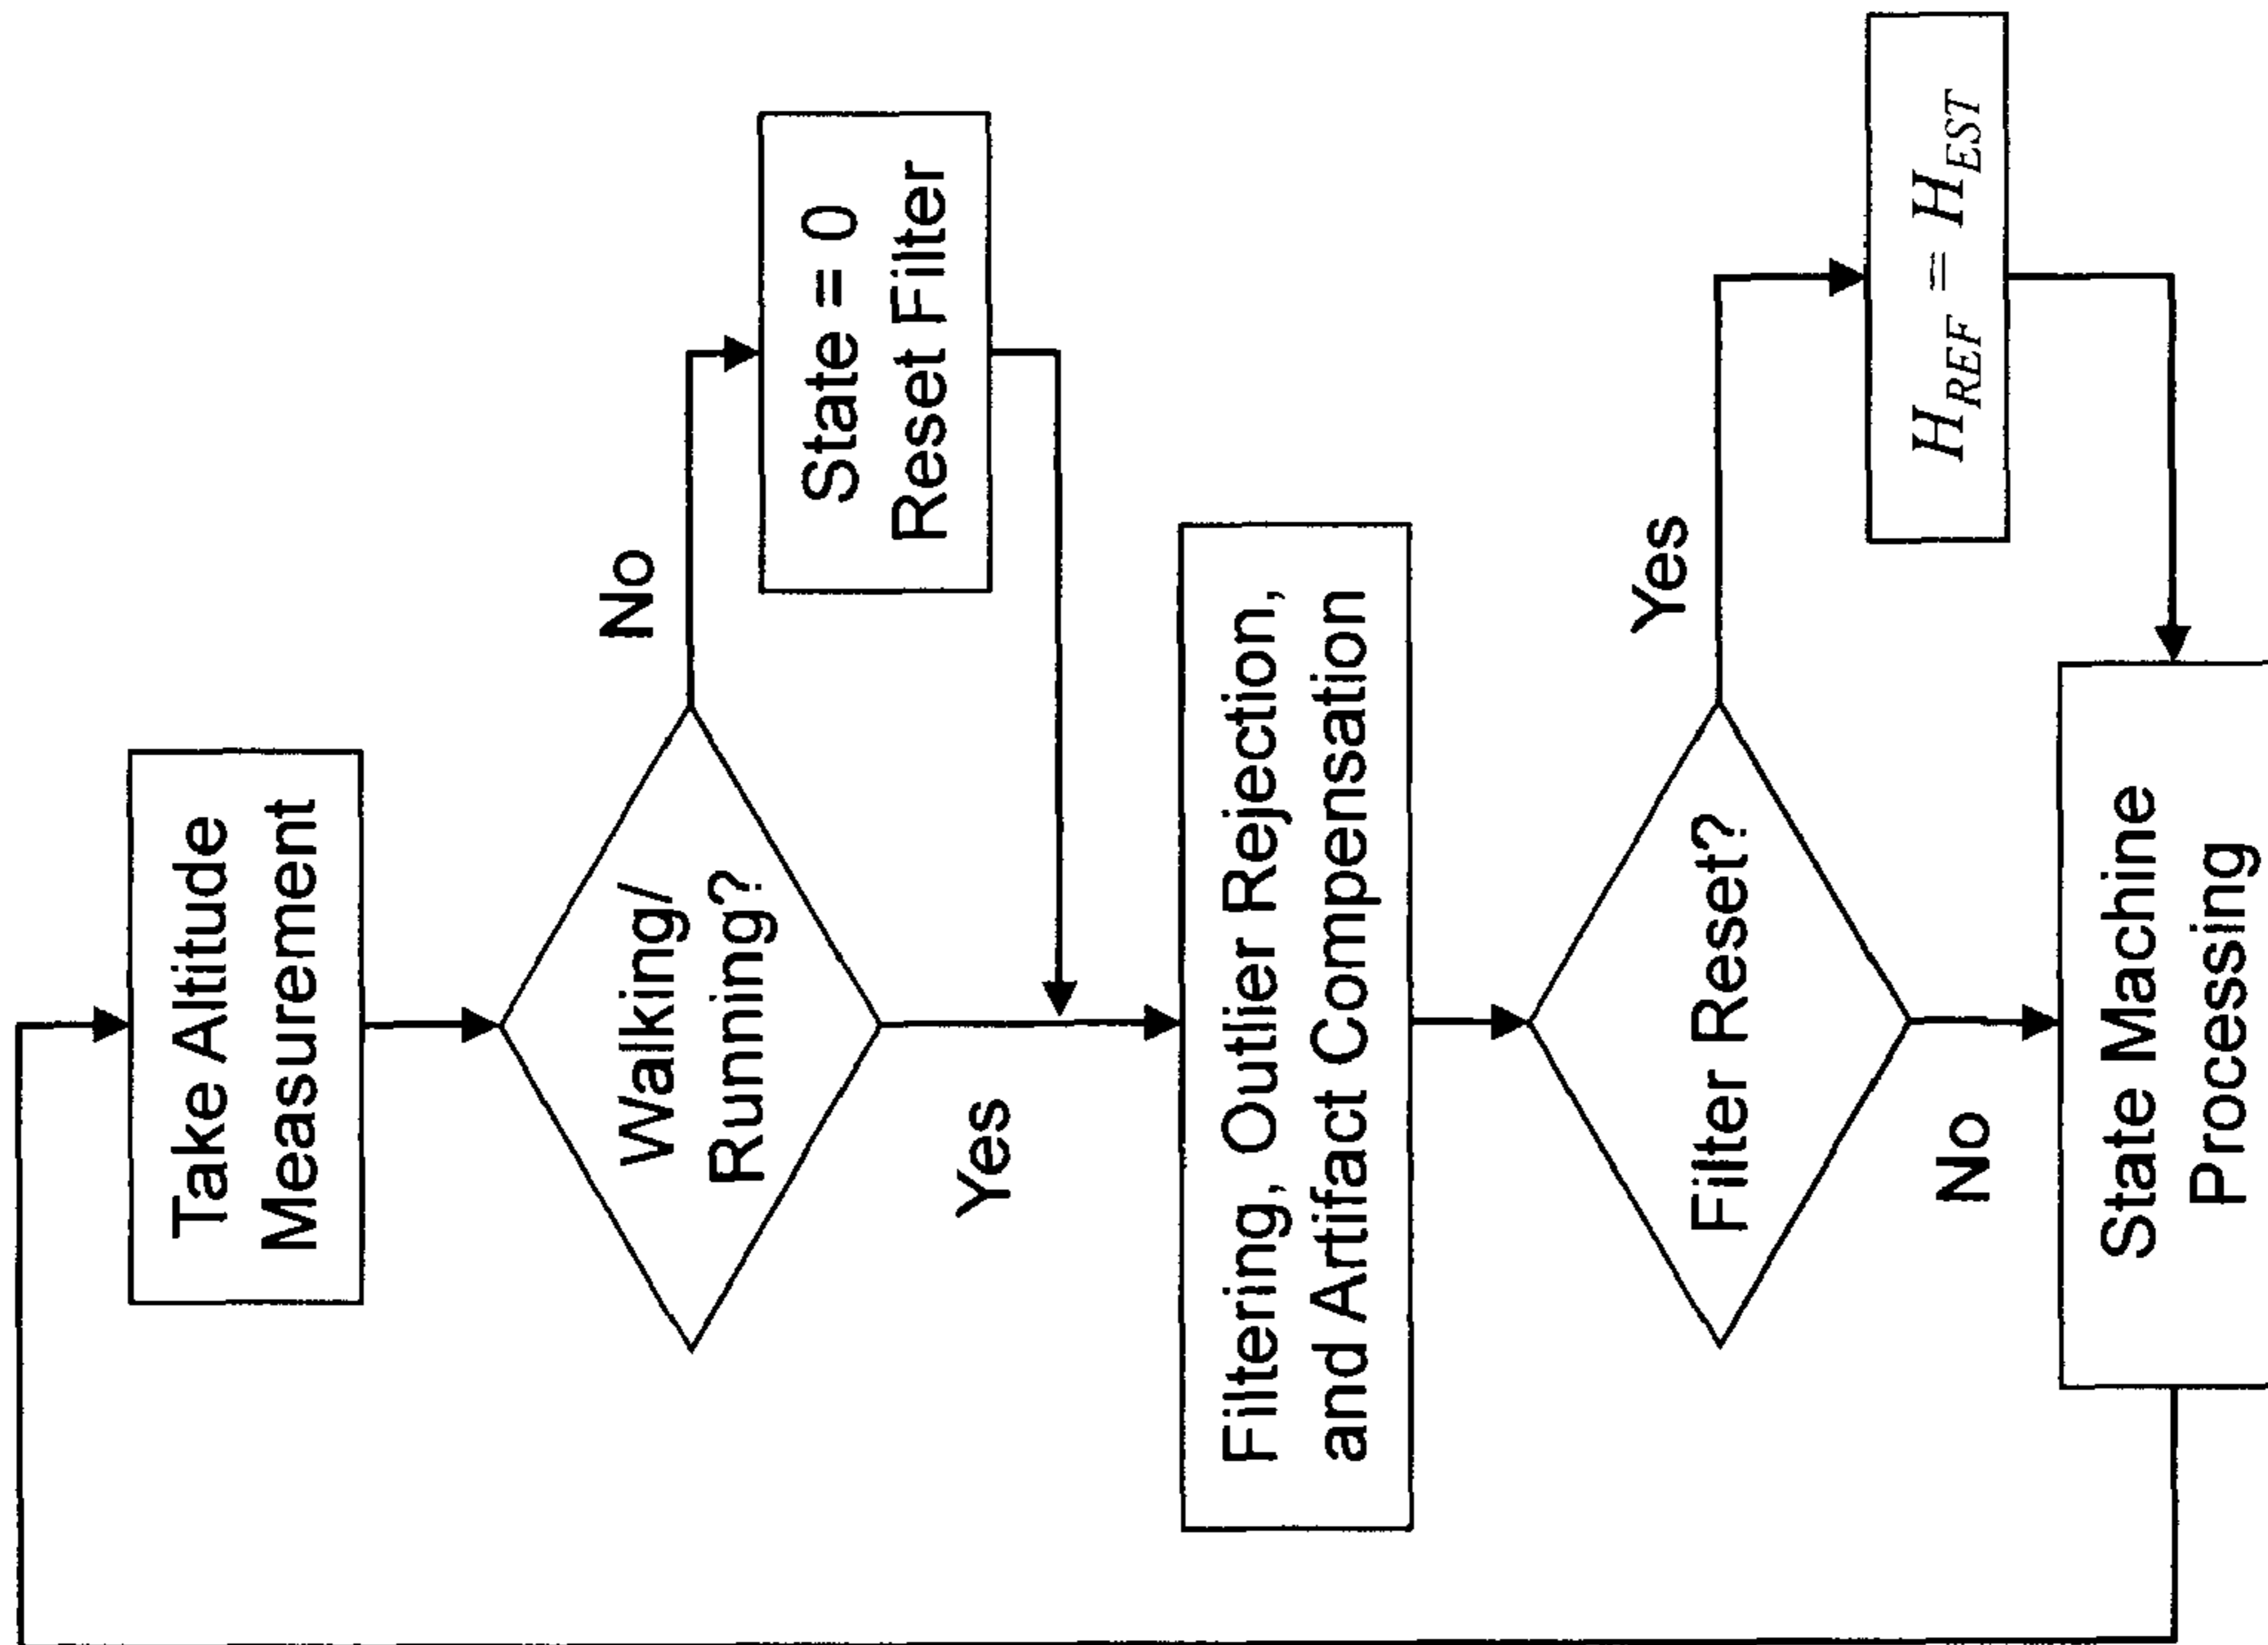 Take Altitude
Measurement
Walking/
Running?
No
State = 0
Reset Filter
Yes
Filtering, Outlier Rejection,
and Artifact Compensation
Filter Reset?
Yes
H_REF = H_EST
No
State Machine
Processing